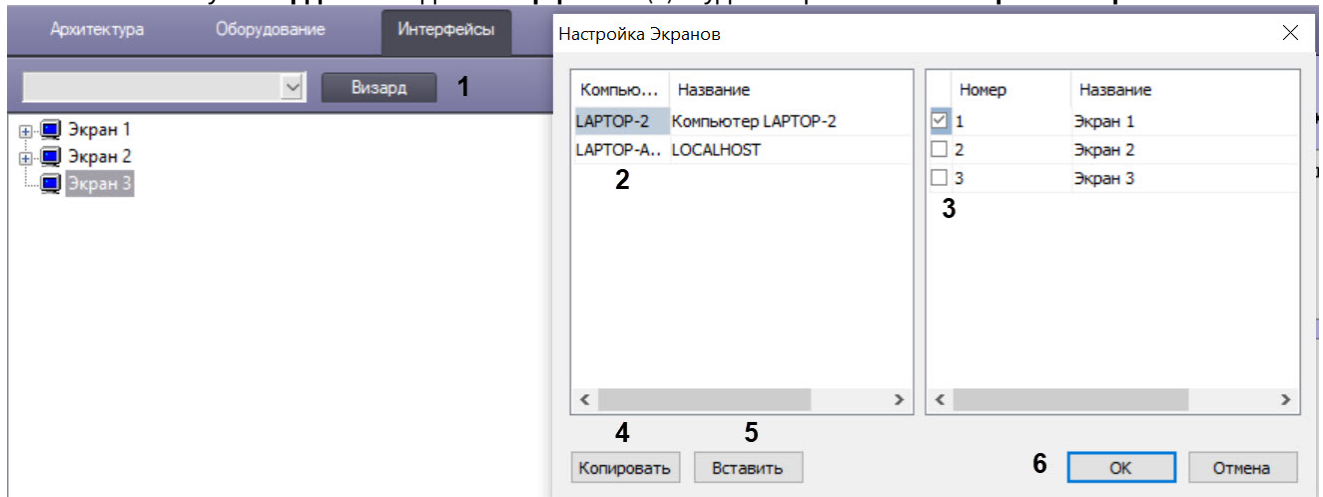 Архитектура Оборудование Интерфейсы
Визард 1
Экран 1
Экран 2
Экран 3
Настройка Экранов
Компью... Название
LAPTOP-2 Компьютер LAPTOP-2
LAPTOP-A.. LOCALHOST
2
Номер Название
1 Экран 1
2 Экран 2
3 Экран 3
3
4 5
Копировать Вставить 6 OK Отмена